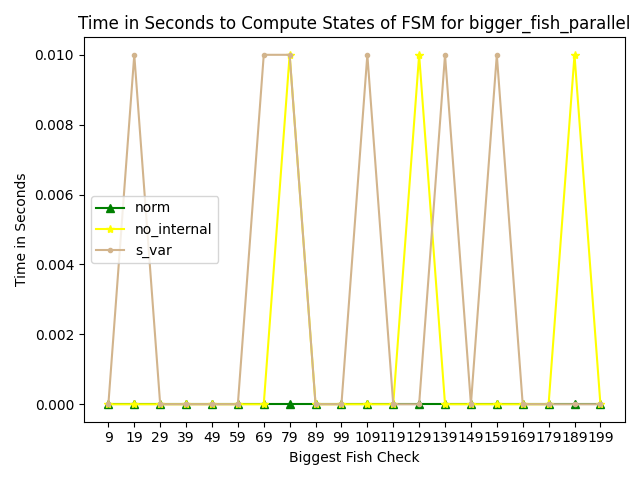 Time in Seconds to Compute States of FSM for bigger_fish_parallel
0.010
0.008
0.006
0.004
0.002
0.000
Time in Seconds
norm
no_internal
s_var
9 19 29 39 49 59 69 79 89 99 109 119 129 139 149 159 169 179 189 199
Biggest Fish Check